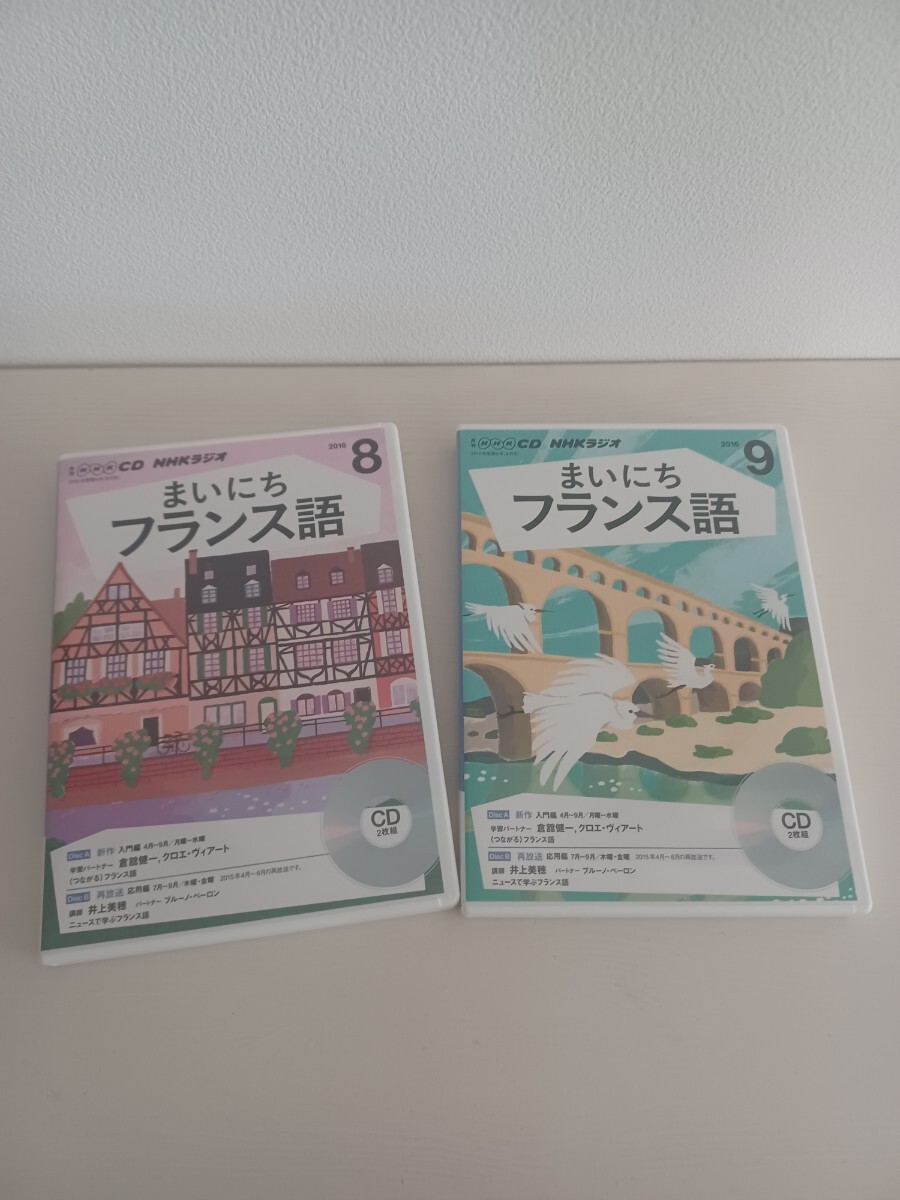 月刊 NHK CD NHKラジオ
2016 8
まいにち
フランス語
CD
2枚組
Disc A 新作 入門編 4月〜9月/月曜〜水曜
学習パートナー 倉舘健一, クロエ・ヴィアート
〈つながる〉フランス語
Disc B 再放送 応用編 7月〜9月/木曜・金曜 2015年4月〜6月の再放送です。
講師 井上美穂 パートナー ブルーノ・ペーロン
ニュースで学ぶフランス語
月刊 NHK CD NHKラジオ
2016 9
まいにち
フランス語
CD
2枚組
Disc A 新作 入門編 4月〜9月/月曜〜水曜
学習パートナー 倉舘健一, クロエ・ヴィアート
〈つながる〉フランス語
Disc B 再放送 応用編 7月〜9月/木曜・金曜 2015年4月〜6月の再放送です。
講師 井上美穂 パートナー ブルーノ・ペーロン
ニュースで学ぶフランス語